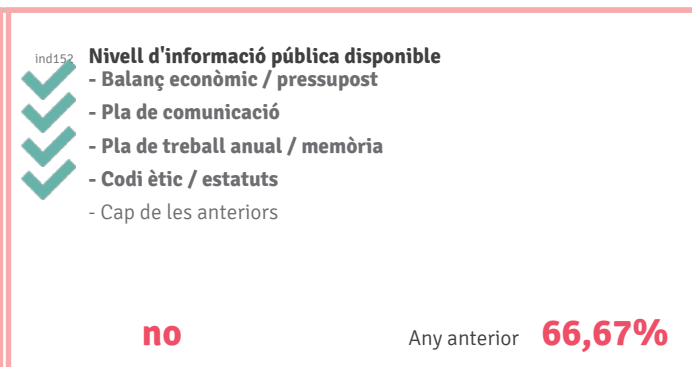 ind152 Nivell d'informació pública disponible
- Balanç econòmic / pressupost
- Pla de comunicació
- Pla de treball anual / memòria
- Codi ètic / estatuts
- Cap de les anteriors
no Any anterior 66,67%